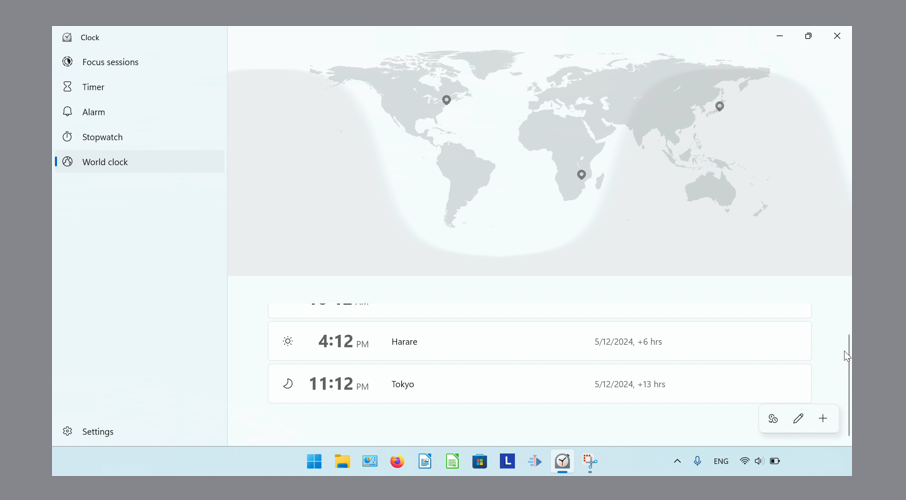 Clock
Focus sessions
Timer
Alarm
Stopwatch
World clock
4:12 PM Harare 5/12/2024, +6 hrs
11:12 PM Tokyo 5/12/2024, +13 hrs
Settings
L ENG